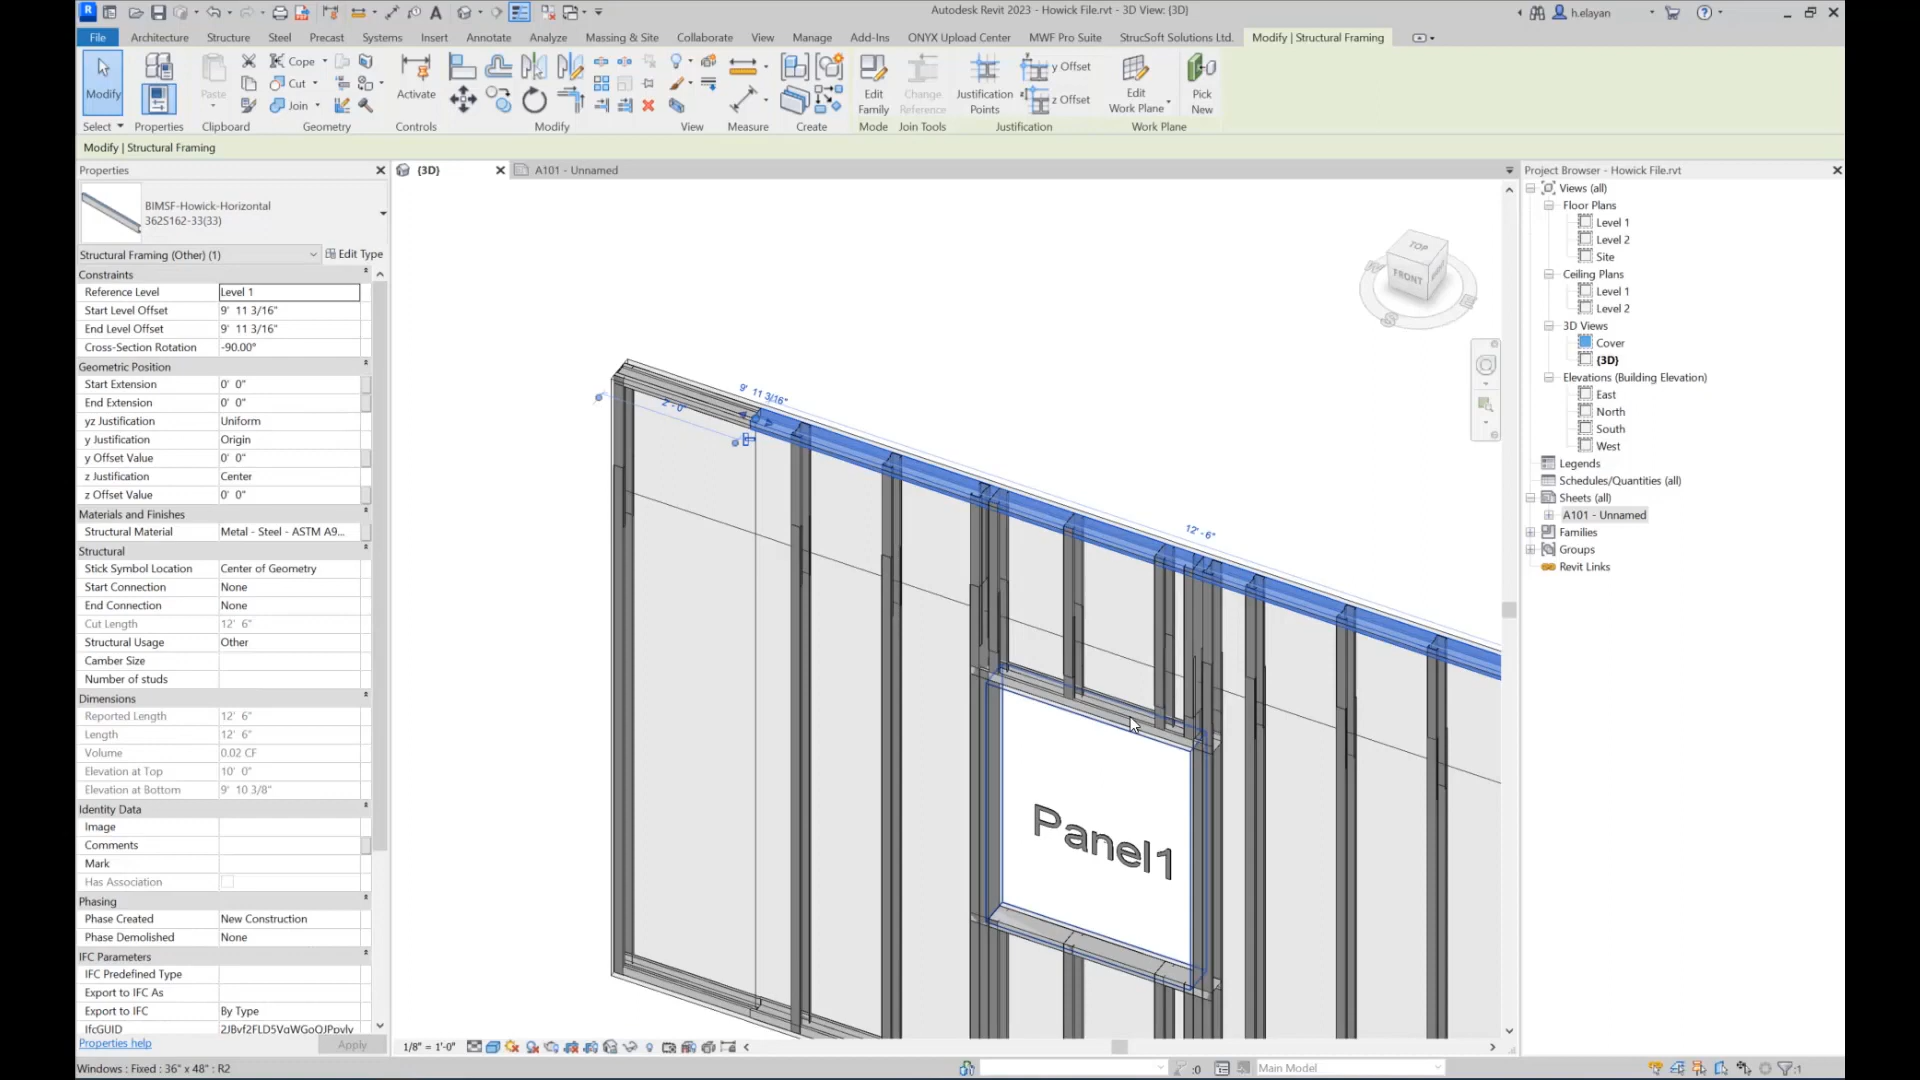 Autodesk Revit 2023 - Howick File.rvt - 3D View: {3D}
h.elayan
File Architecture Structure Steel Precast Systems Insert Annotate Analyze Massing & Site Collaborate View Manage Add-Ins ONYX Upload Center MWF Pro Suite StrucSoft Solutions Ltd. Modify | Structural Framing
Modify
Paste
Cope
Cut
Join
Activate
Edit Family
Change Reference
Justification Points
y Offset
z Offset
Edit Work Plane
Pick New
Select Properties Clipboard Geometry Controls Modify View Measure Create Mode Join Tools Justification Work Plane
Modify | Structural Framing
Properties
BIMSF-Howick-Horizontal
362S162-33(33)
Structural Framing (Other) (1) Edit Type
Constraints
Reference Level Level 1
Start Level Offset 9' 11 3/16"
End Level Offset 9' 11 3/16"
Cross-Section Rotation -90.00°
Geometric Position
Start Extension 0' 0"
End Extension 0' 0"
yz Justification Uniform
y Justification Origin
y Offset Value 0' 0"
z Justification Center
z Offset Value 0' 0"
Materials and Finishes
Structural Material Metal - Steel - ASTM A9...
Structural
Stick Symbol Location Center of Geometry
Start Connection None
End Connection None
Cut Length 12' 6"
Structural Usage Other
Camber Size
Number of studs
Dimensions
Reported Length 12' 6"
Length 12' 6"
Volume 0.02 CF
Elevation at Top 10' 0"
Elevation at Bottom 9' 10 3/8"
Identity Data
Image
Comments
Mark
Has Association
Phasing
Phase Created New Construction
Phase Demolished None
IFC Parameters
IFC Predefined Type
Export to IFC As
Export to IFC By Type
IfcGUID 2JBvf2FLD5VaWGoOJPpvlv
Properties help Apply
{3D} A101 - Unnamed
TOP
FRONT
W
S
E
9' 11 3/16"
2' - 0"
12' - 6"
Panel1
1/8" = 1'-0"
Project Browser - Howick File.rvt
Views (all)
Floor Plans
Level 1
Level 2
Site
Ceiling Plans
Level 1
Level 2
3D Views
Cover
{3D}
Elevations (Building Elevation)
East
North
South
West
Legends
Schedules/Quantities (all)
Sheets (all)
A101 - Unnamed
Families
Groups
Revit Links
Windows : Fixed : 36" x 48" : R2 :0 Main Model :1